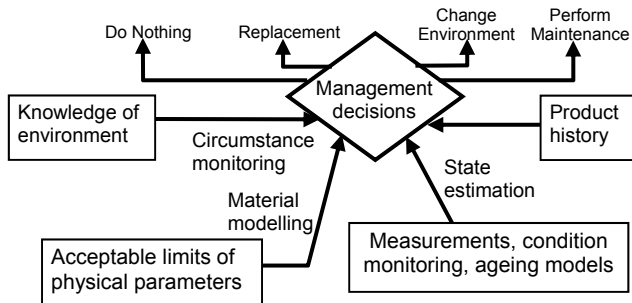 Do Nothing
Replacement
Change
Environment
Perform
Maintenance
Management
decisions
Knowledge of
environment
Product
history
Circumstance
monitoring
State
estimation
Material
modelling
Acceptable limits of
physical parameters
Measurements, condition
monitoring, ageing models